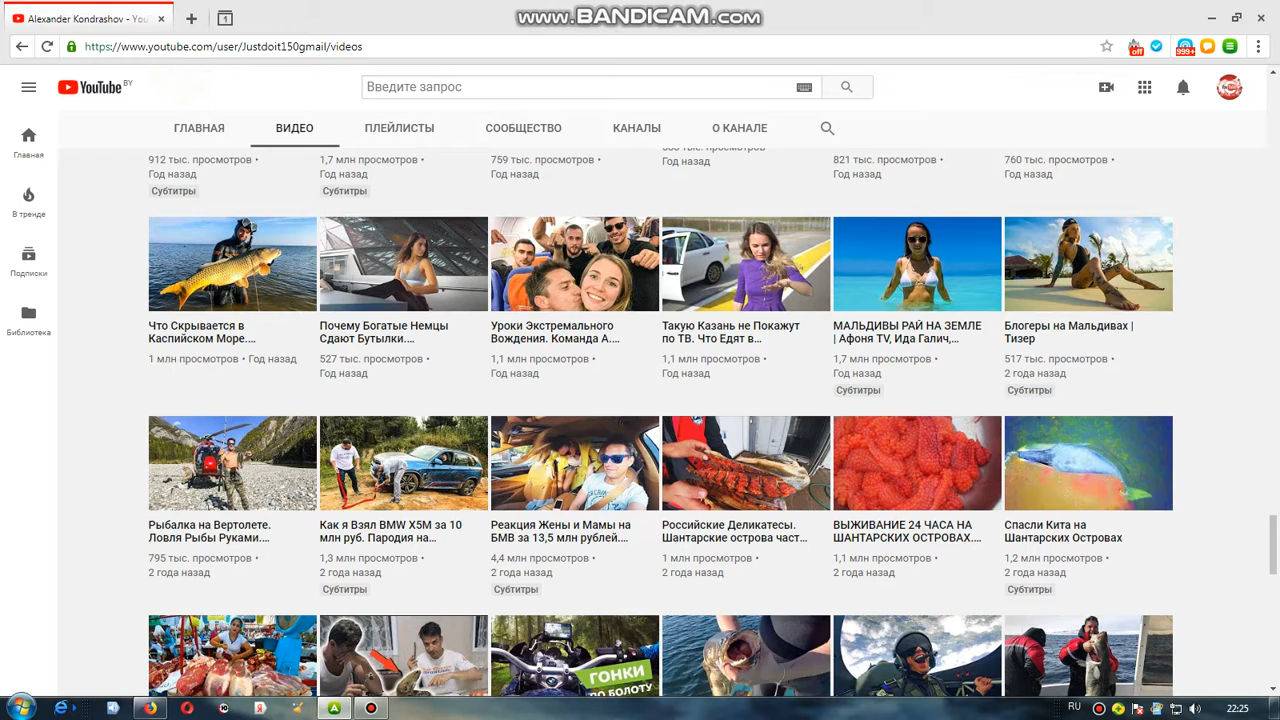 Alexander Kondrashov - You
1
www.BANDICAM.com
https://www.youtube.com/user/Justdoit150gmail/videos
off
999+
YouTube BY
Введите запрос
Главная
В тренде
Подписки
Библиотека
ГЛАВНАЯ ВИДЕО ПЛЕЙЛИСТЫ СООБЩЕСТВО КАНАЛЫ О КАНАЛЕ
912 тыс. просмотров •
Год назад
Субтитры
1,7 млн просмотров •
Год назад
Субтитры
759 тыс. просмотров •
Год назад
Год назад
821 тыс. просмотров •
Год назад
760 тыс. просмотров •
Год назад
Что Скрывается в
Каспийском Море....
1 млн просмотров • Год назад
Почему Богатые Немцы
Сдают Бутылки....
527 тыс. просмотров •
Год назад
Уроки Экстремального
Вождения. Команда А....
1,1 млн просмотров •
Год назад
Такую Казань не Покажут
по ТВ. Что Едят в...
1,1 млн просмотров •
Год назад
МАЛЬДИВЫ РАЙ НА ЗЕМЛЕ
| Афоня TV, Ида Галич,...
1,7 млн просмотров •
Год назад
Субтитры
Блогеры на Мальдивах |
Тизер
517 тыс. просмотров •
2 года назад
Субтитры
Рыбалка на Вертолете.
Ловля Рыбы Руками....
795 тыс. просмотров •
2 года назад
Как я Взял BMW X5M за 10
млн руб. Пародия на...
1,3 млн просмотров •
2 года назад
Субтитры
Реакция Жены и Мамы на
БМВ за 13,5 млн рублей....
4,4 млн просмотров •
2 года назад
Субтитры
Российские Деликатесы.
Шантарские острова част...
1 млн просмотров •
2 года назад
ВЫЖИВАНИЕ 24 ЧАСА НА
ШАНТАРСКИХ ОСТРОВАХ....
1,1 млн просмотров •
2 года назад
Спасли Кита на
Шантарских Островах
1,2 млн просмотров •
2 года назад
Субтитры
ГОНКИ
ПО БОЛОТУ
RU
22:25